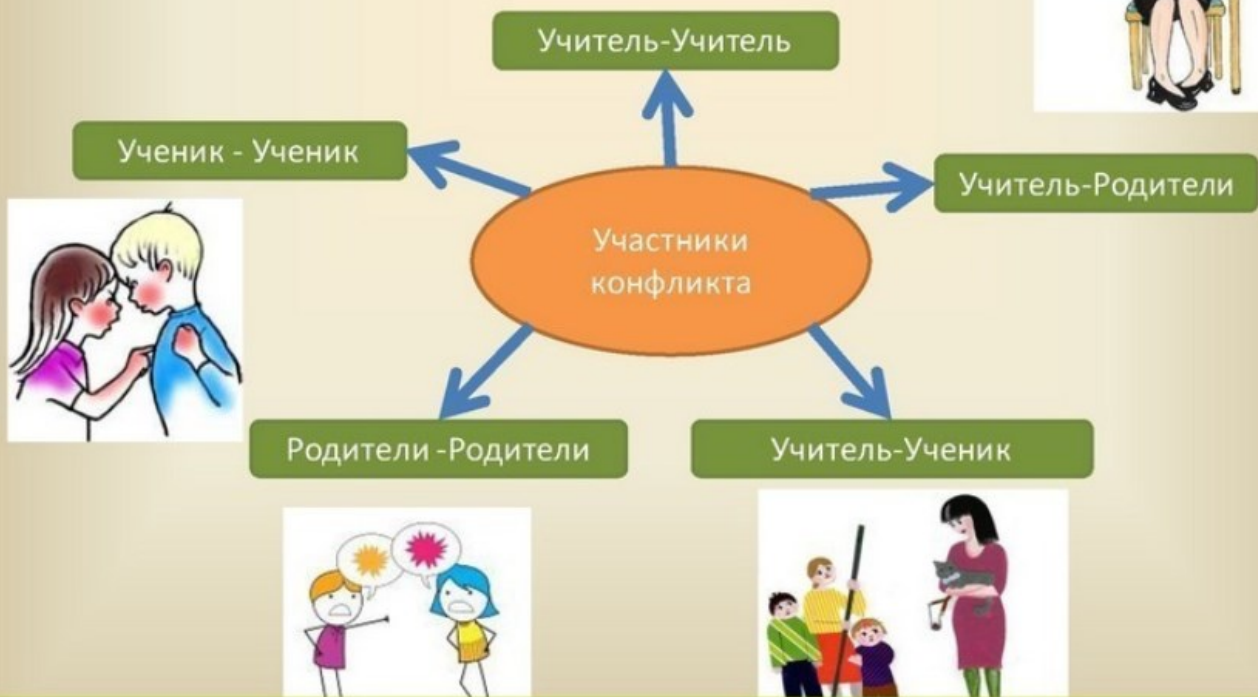 Учитель-Учитель
Ученик - Ученик
Учитель-Родители
Участники
конфликта
Родители -Родители
Учитель-Ученик